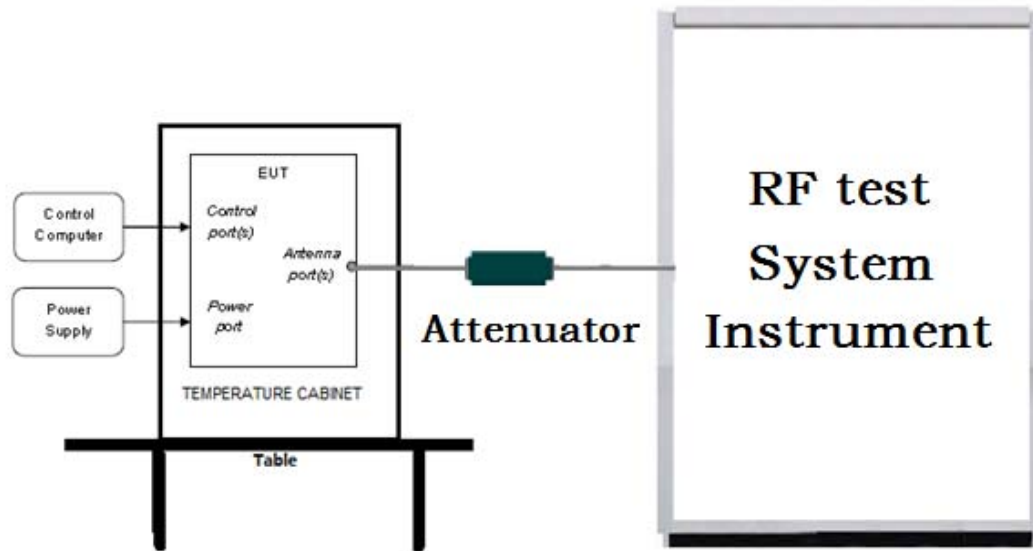 Control
Computer
Power
Supply
EUT
Control
port(s)
Antenna
port(s)
Power
port
TEMPERATURE CABINET
Table
Attenuator
RF test
System
Instrument